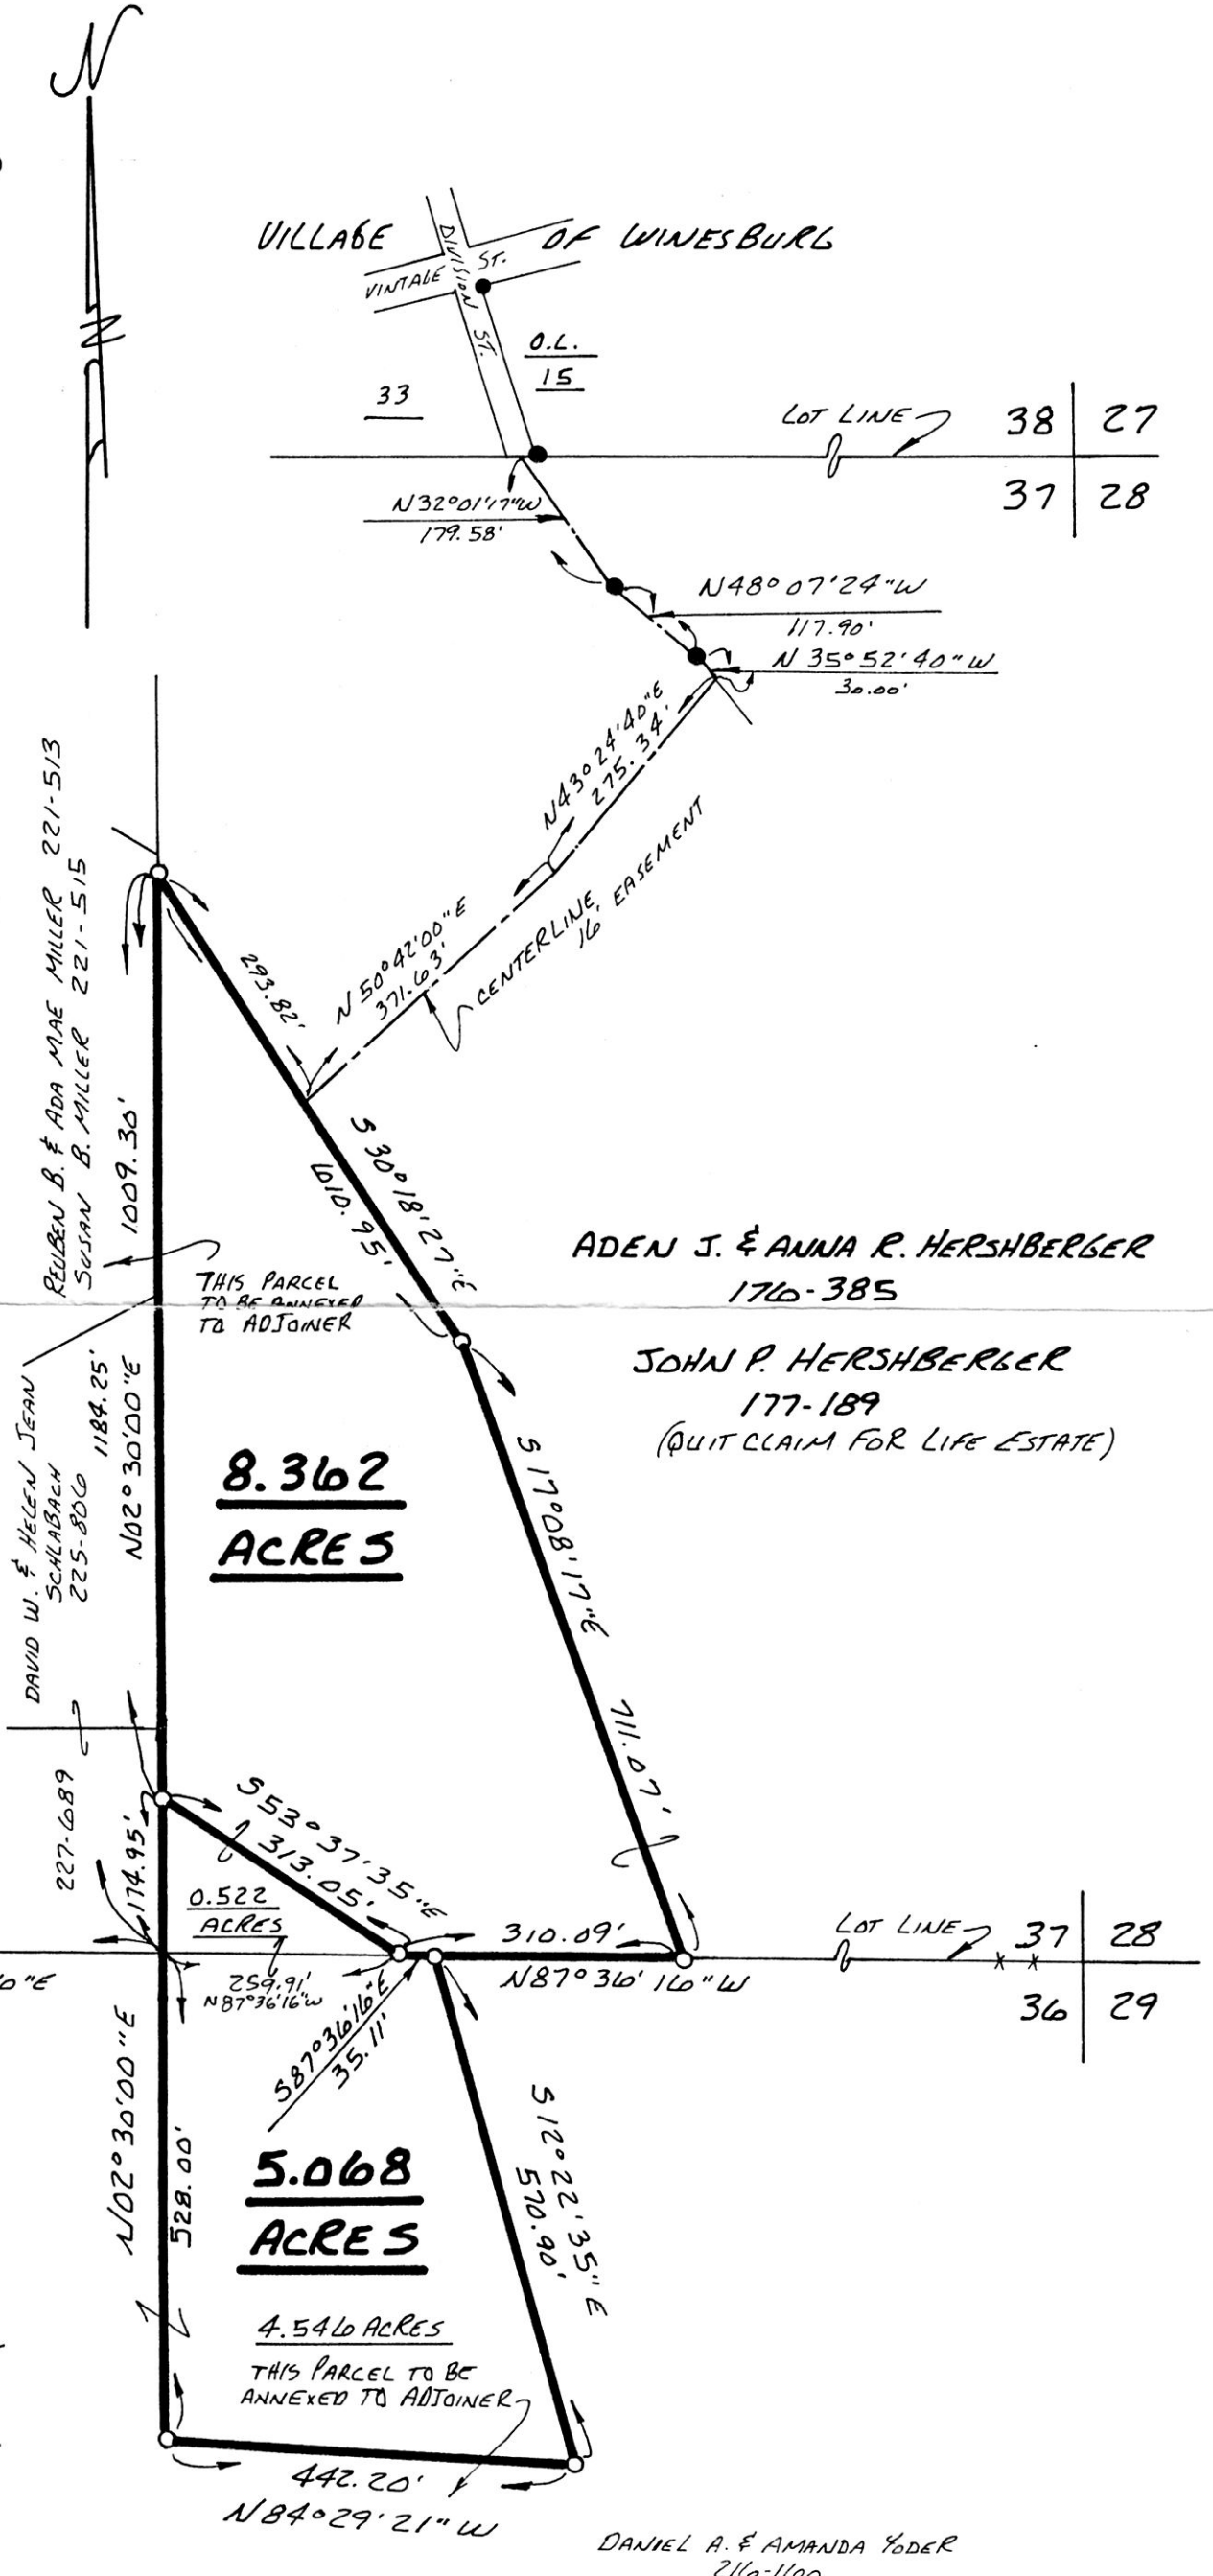 N
VILLAGE OF WINESBURG
DIVISION ST.
VINTAGE ST.
O.L.
15
33
LOT LINE
38 27
37 28
N32°01'17"W
179.58'
N48°07'24"W
117.90'
N 35°52'40"W
30.00'
N43°24'40"E
275.34'
N 50°42'00"E
371.63'
CENTERLINE
16' EASEMENT
REUBEN B. & ADA MAE MILLER 221-513
SUSAN B. MILLER 221-515
293.82'
1009.30'
S 30°18'27"E
610.95'
THIS PARCEL
TO BE ANNEXED
TO ADJOINER
ADEN J. & ANNA R. HERSHBERGER
176-385
JOHN P. HERSHBERGER
177-189
(QUIT CLAIM FOR LIFE ESTATE)
DAVID W. & HELEN JEAN
SCHLABACH
225-806
1184.25'
N02°30'00"E
8.362
ACRES
S 17°08'17"E
711.07'
227-689
174.95'
S53°37'35"E
313.05'
0.522
ACRES
259.91'
N87°36'16"W
310.09'
N87°36'16"W
LOT LINE
37 28
36 29
"E
S87°36'16"E
35.11'
N02°30'00"E
528.00'
5.068
ACRES
S 12°22'35"E
570.90'
4.546 ACRES
THIS PARCEL TO BE
ANNEXED TO ADJOINER
442.20'
N84°29'21"W
DANIEL A. & AMANDA YODER